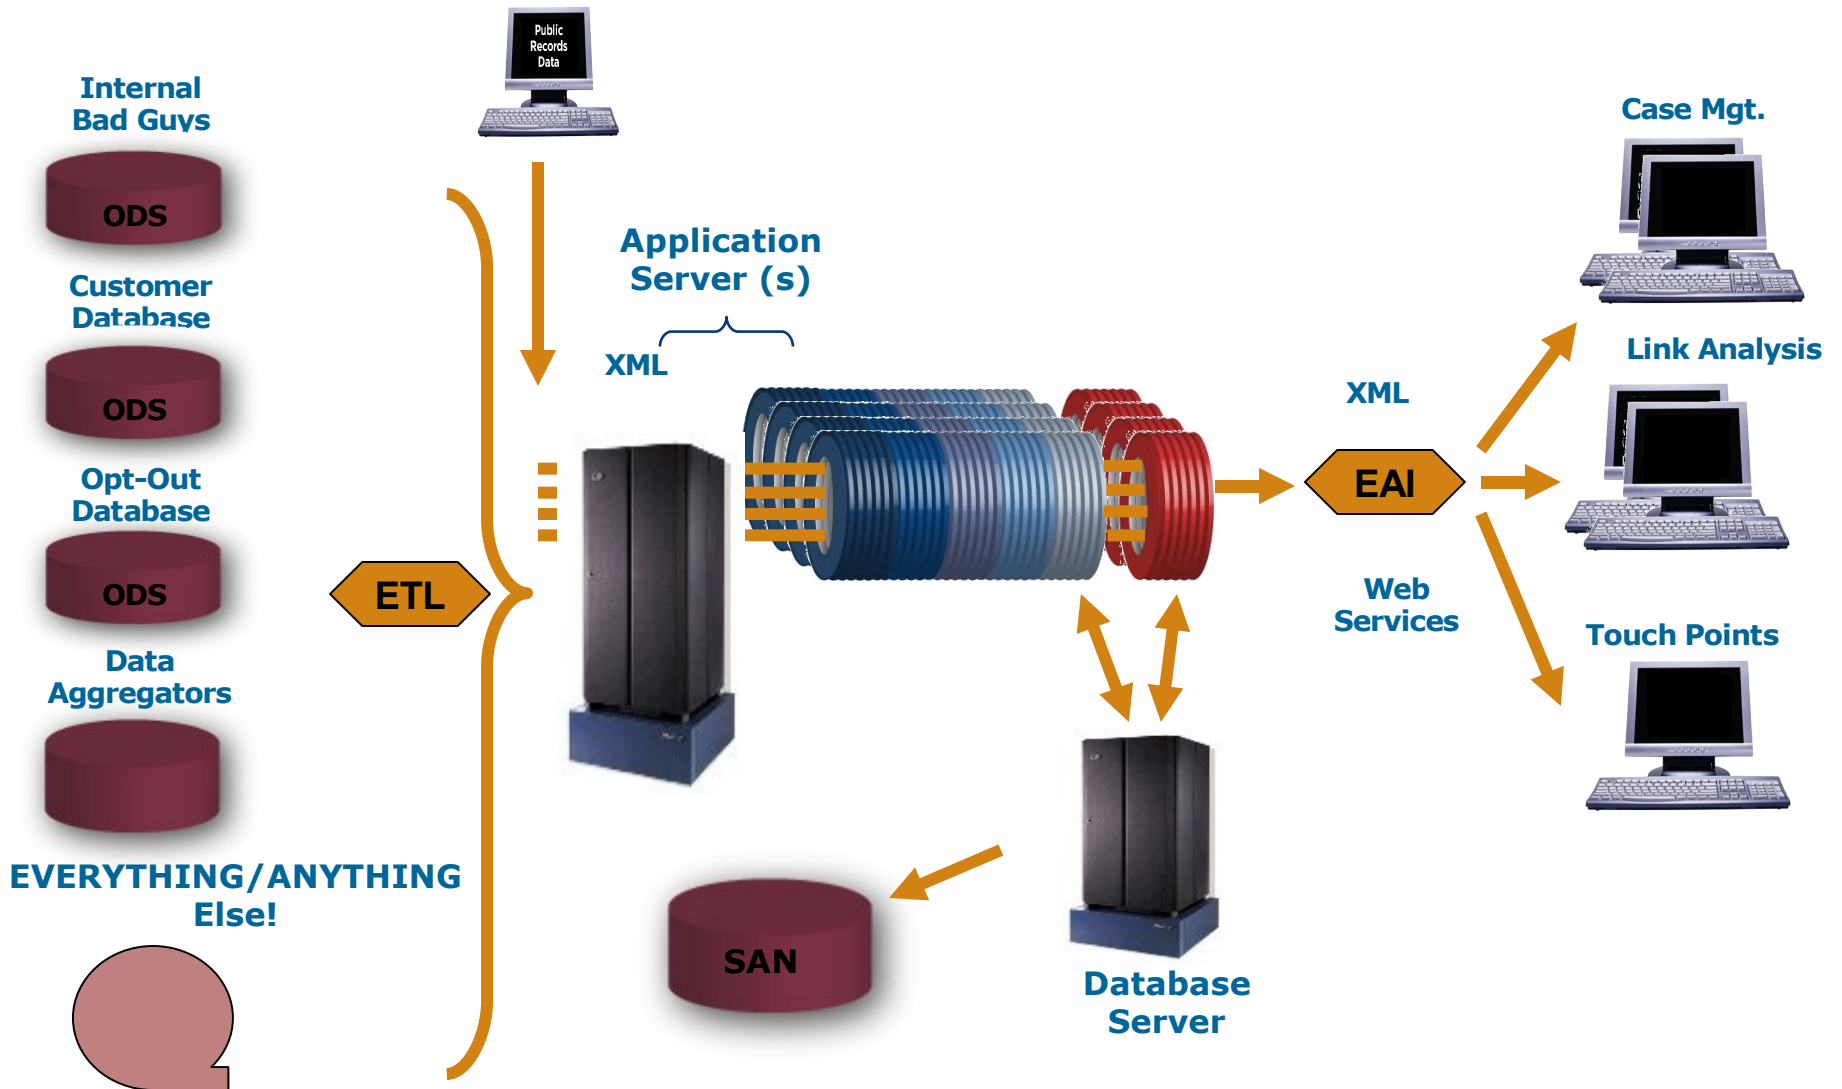 Public
Records
Data
Internal
Bad Guys
ODS
Customer
Database
ODS
Opt-Out
Database
ODS
Data
Aggregators
EVERYTHING/ANYTHING
Else!
ETL
Application
Server (s)
XML
SAN
Database
Server
XML
EAI
Web
Services
Case Mgt.
Link Analysis
Touch Points